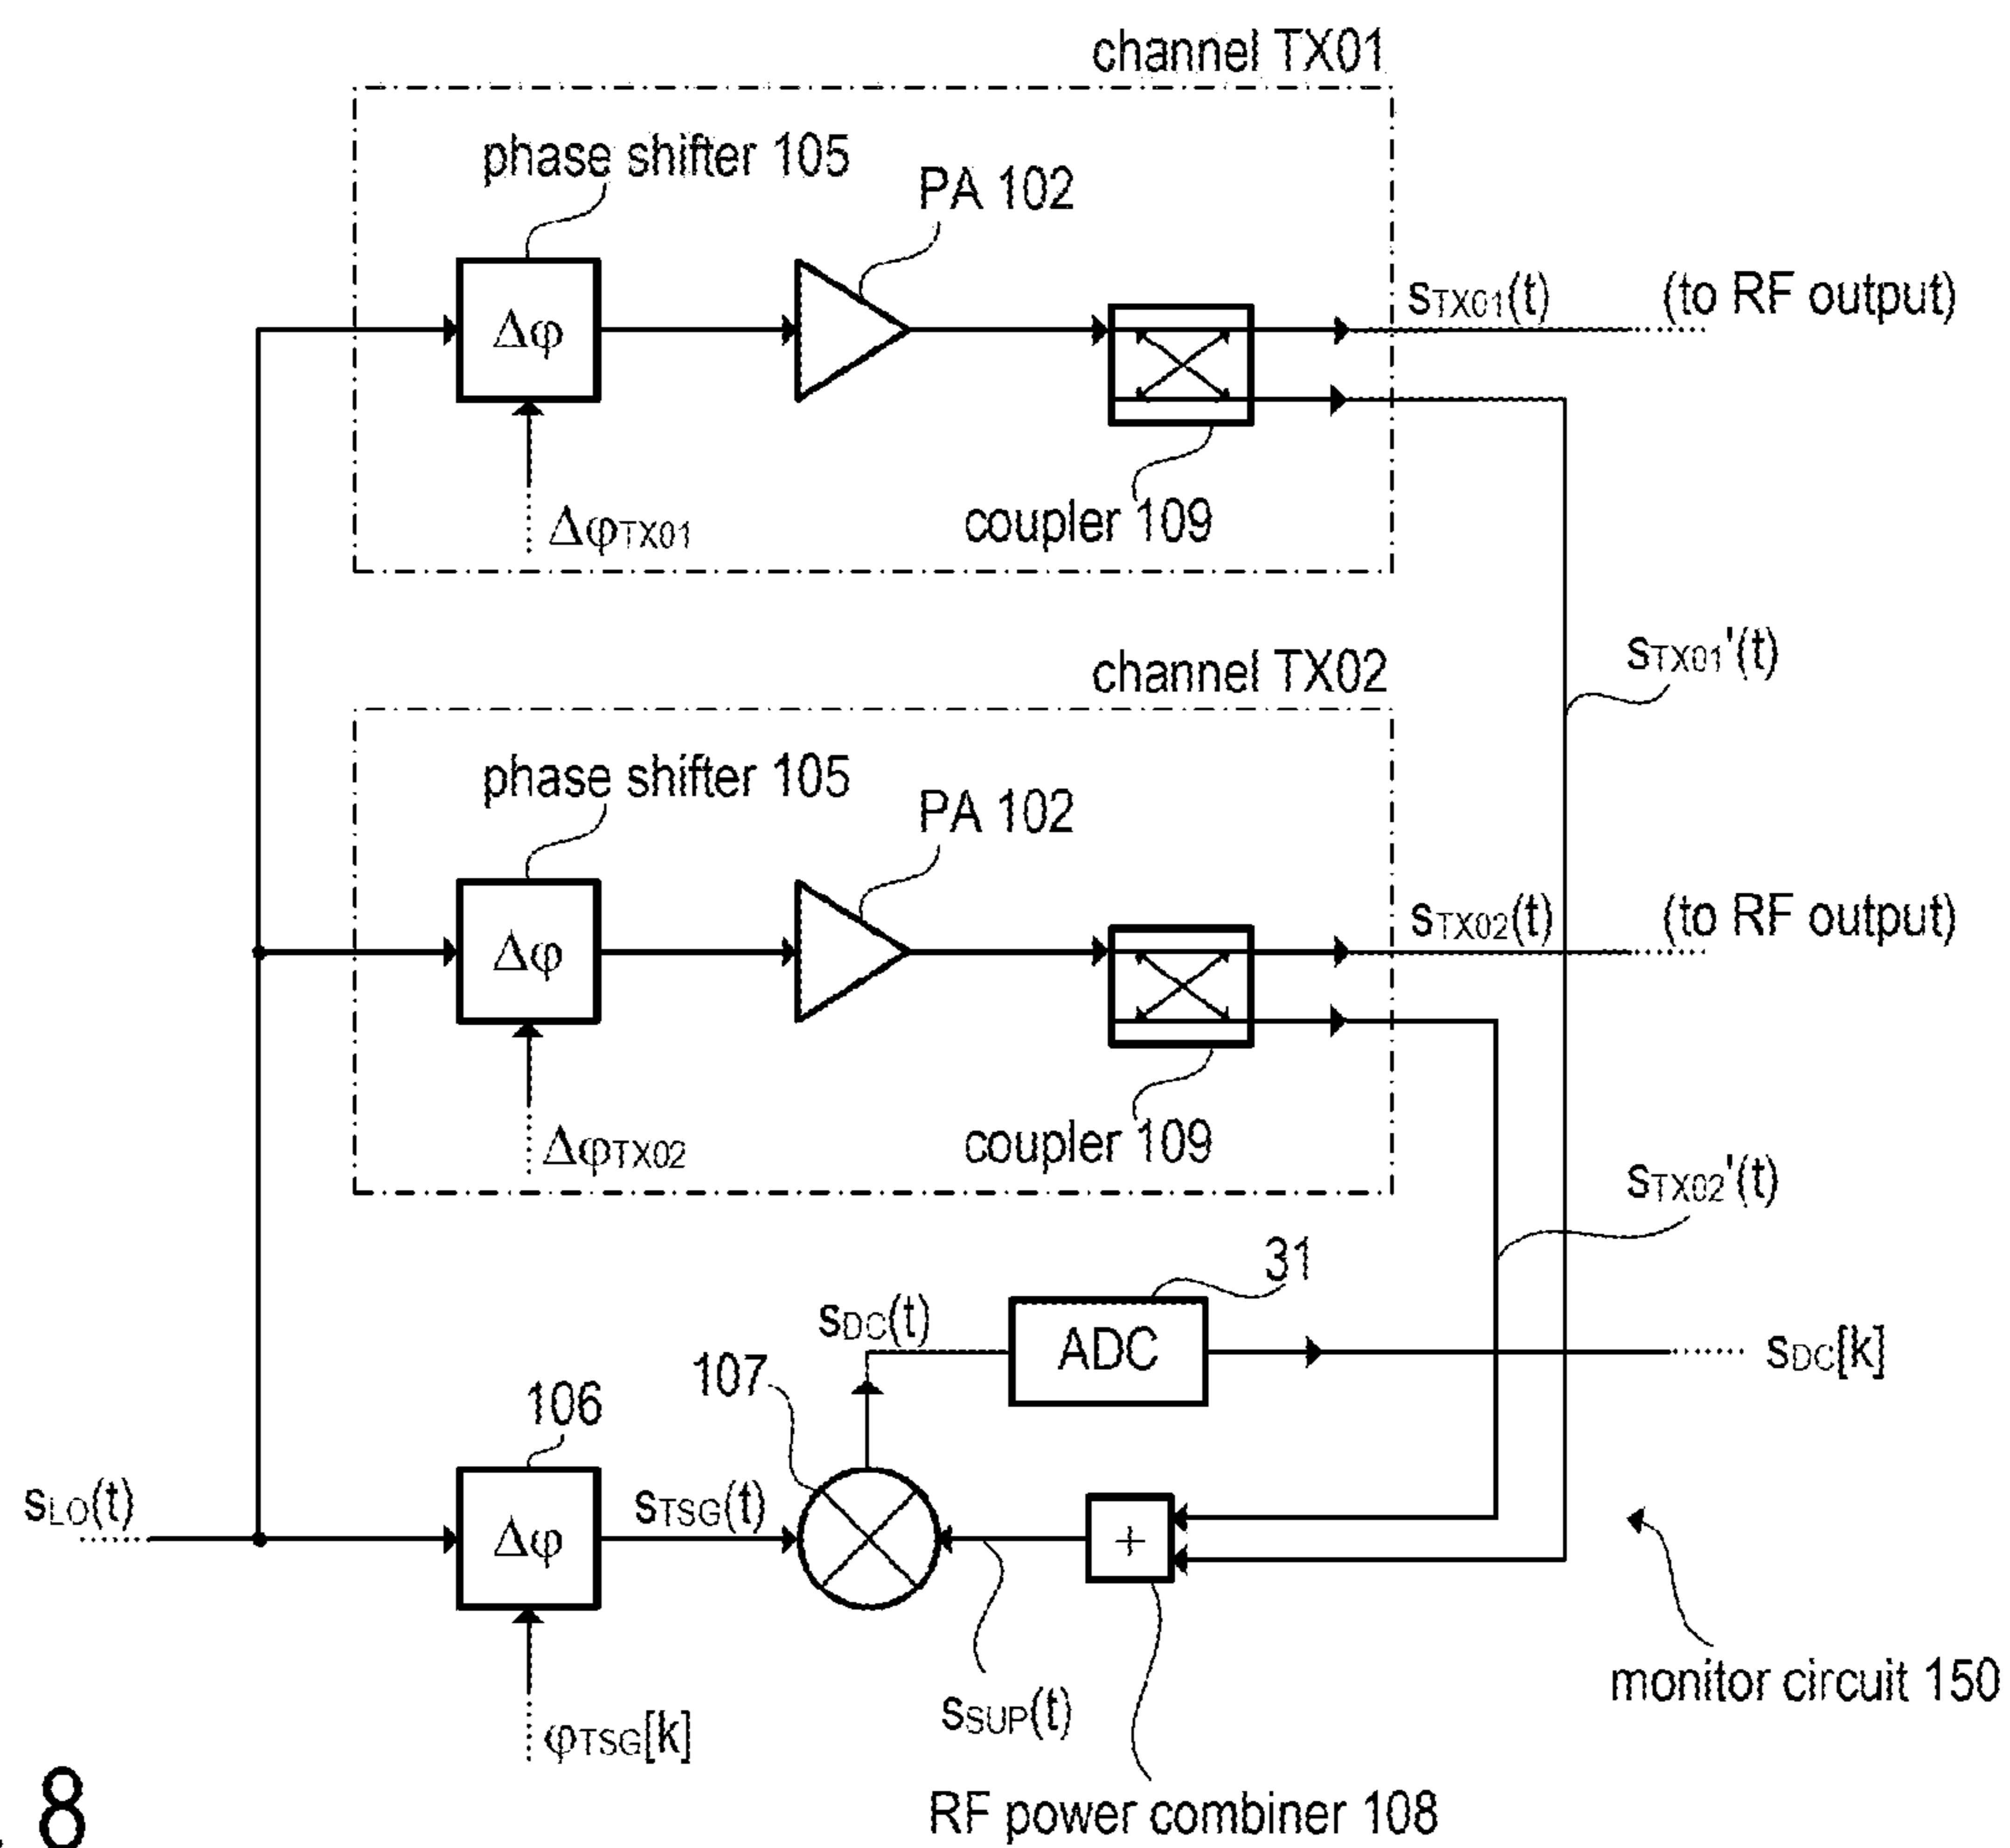 channel TX01
phase shifter 105
PA 102
Δφ
sTX01(t) (to RF output)
ΔφTX01
coupler 109
sTX01'(t)
channel TX02
phase shifter 105
PA 102
Δφ
sTX02(t) (to RF output)
ΔφTX02
coupler 109
sTX02'(t)
31
sDC(t)
ADC
sDC[k]
107
106
sLO(t)
Δφ
sTSG(t)
+
φTSG[k]
sSUP(t)
monitor circuit 150
RF power combiner 108
8